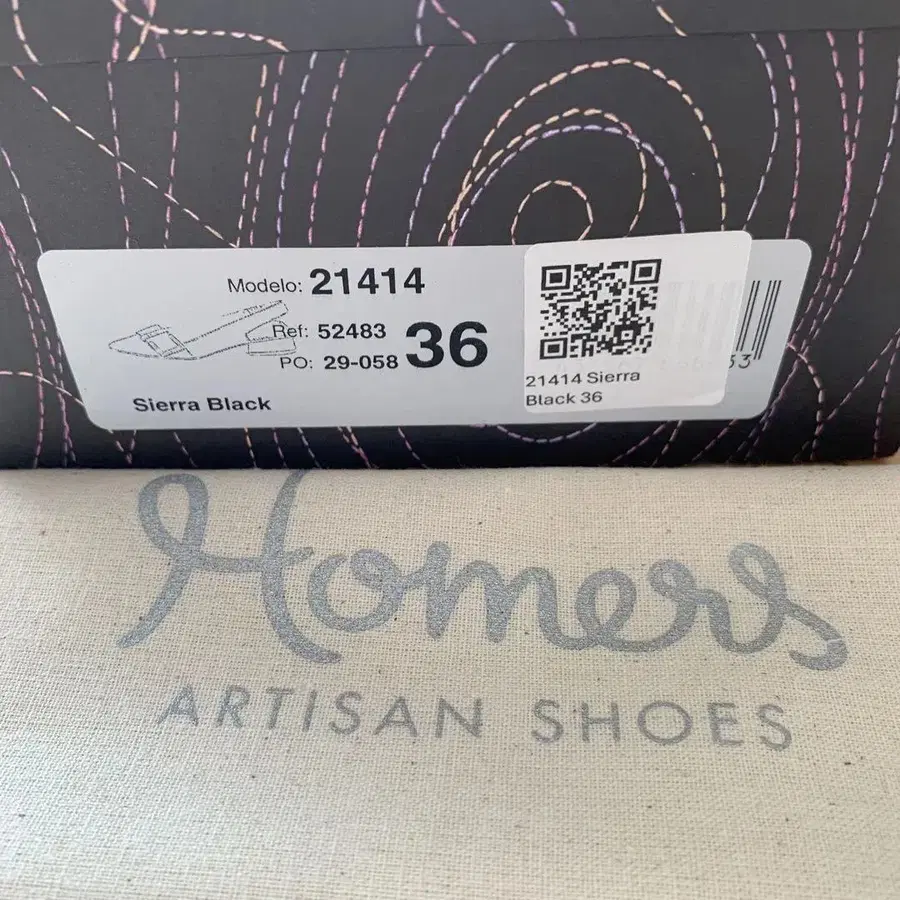 Modelo: 21414
Ref: 52483
36
PO: 29-058
Sierra Black
21414 Sierra
Black 36
Homers
ARTISAN SHOES